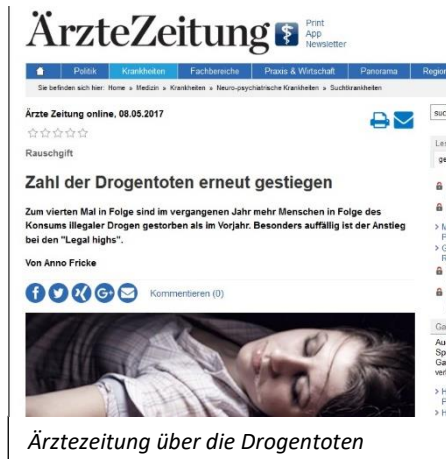 ÄrzteZeitung
Print
App
Newsletter
Politik Krankheiten Fachbereiche Praxis & Wirtschaft Panorama Region
Sie befinden sich hier: Home » Medizin » Krankheiten » Neuro-psychiatrische Krankheiten » Suchtkrankheiten
Ärzte Zeitung online, 08.05.2017
Rauschgift
Zahl der Drogentoten erneut gestiegen
Zum vierten Mal in Folge sind im vergangenen Jahr mehr Menschen in Folge des
Konsums illegaler Drogen gestorben als im Vorjahr. Besonders auffällig ist der Anstieg
bei den "Legal highs".
Von Anno Fricke
Kommentieren (0)
Ärztezeitung über die Drogentoten